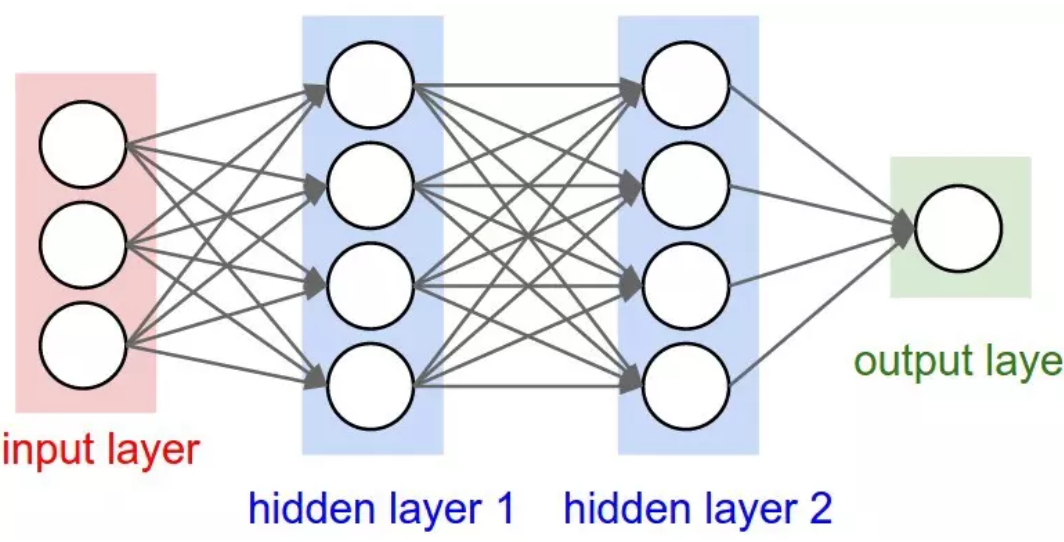 input layer
hidden layer 1
hidden layer 2
output laye